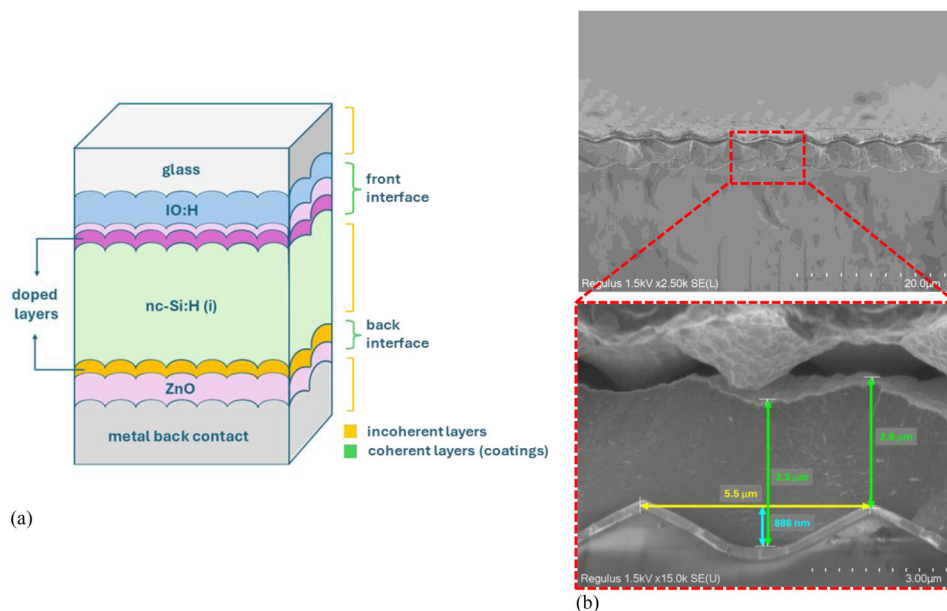 glass
IO:H
front
interface
doped
layers
nc-Si:H (i)
back
interface
ZnO
metal back contact
incoherent layers
coherent layers (coatings)
(a)
Regulus 1.5kV x2.50k SE(L)
20.0µm
2.9 µm
3.3 µm
5.5 µm
886 nm
Regulus 1.5kV x15.0k SE(U)
3.00µm
(b)